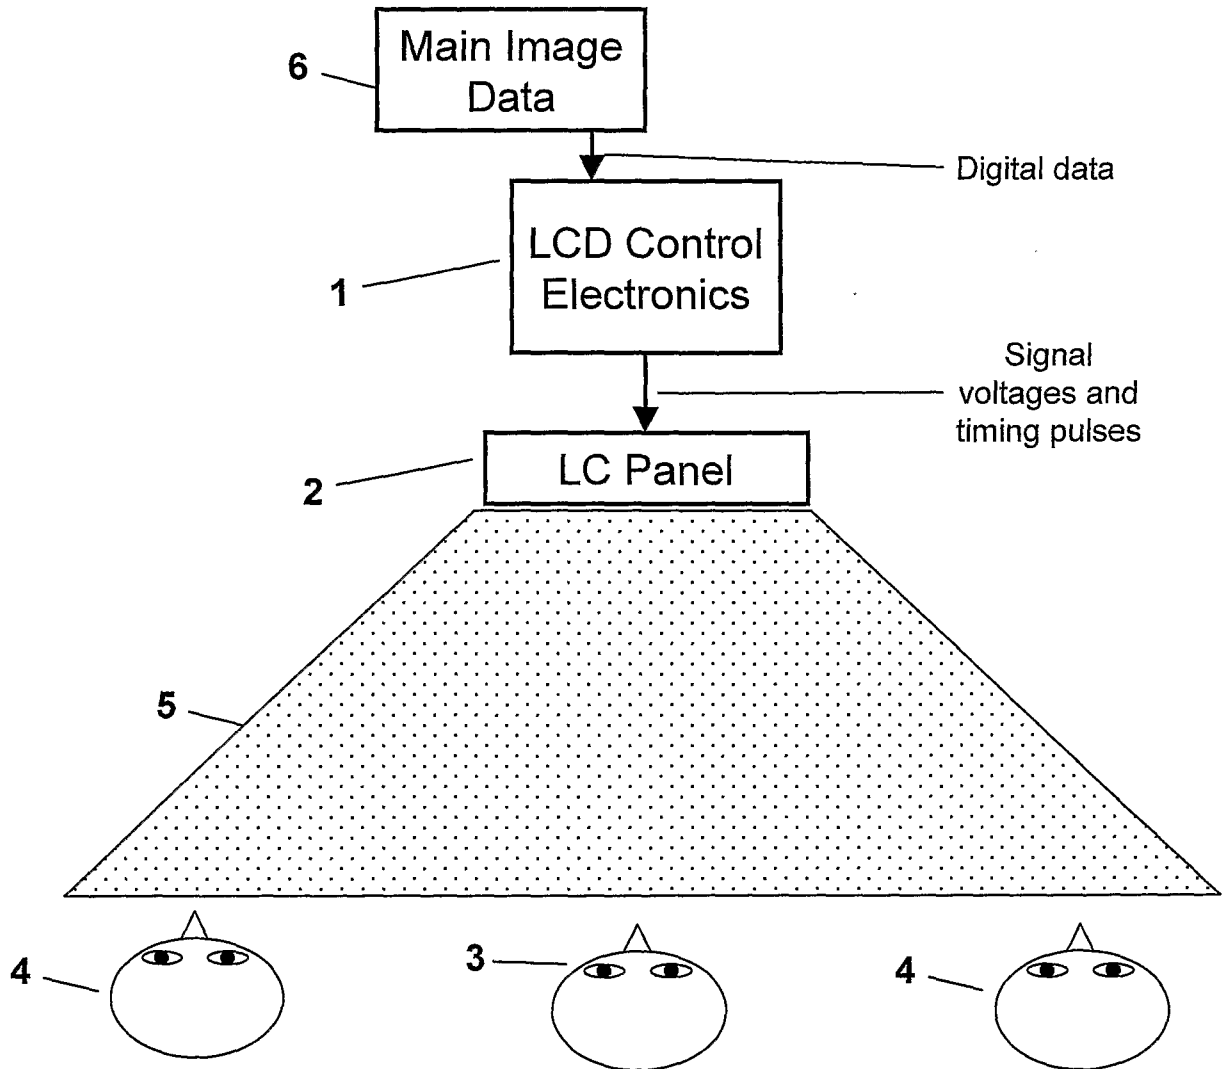 Main Image
Data
6
Digital data
LCD Control
Electronics
1
Signal
voltages and
timing pulses
LC Panel
2
5
4
3
4